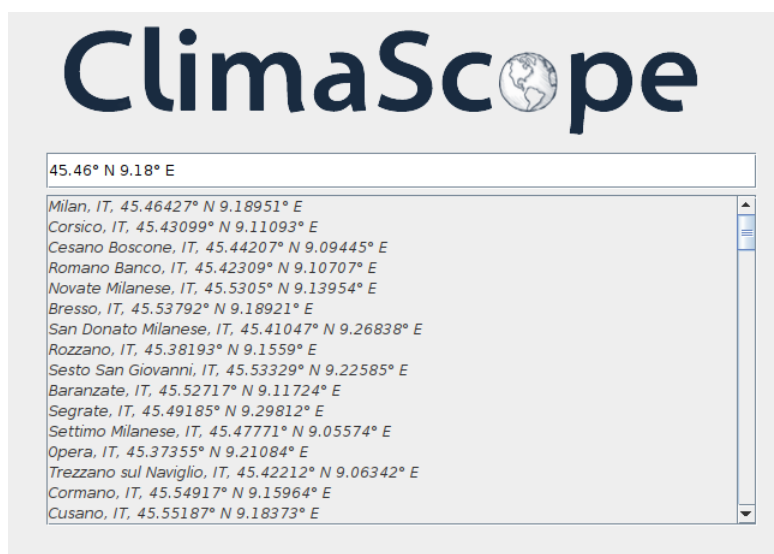 ClimaScope
45.46° N 9.18° E
Milan, IT, 45.46427° N 9.18951° E
Corsico, IT, 45.43099° N 9.11093° E
Cesano Boscone, IT, 45.44207° N 9.09445° E
Romano Banco, IT, 45.42309° N 9.10707° E
Novate Milanese, IT, 45.5305° N 9.13954° E
Bresso, IT, 45.53792° N 9.18921° E
San Donato Milanese, IT, 45.41047° N 9.26838° E
Rozzano, IT, 45.38193° N 9.1559° E
Sesto San Giovanni, IT, 45.53329° N 9.22585° E
Baranzate, IT, 45.52717° N 9.11724° E
Segrate, IT, 45.49185° N 9.29812° E
Settimo Milanese, IT, 45.47771° N 9.05574° E
Opera, IT, 45.37355° N 9.21084° E
Trezzano sul Naviglio, IT, 45.42212° N 9.06342° E
Cormano, IT, 45.54917° N 9.15964° E
Cusano, IT, 45.55187° N 9.18373° E